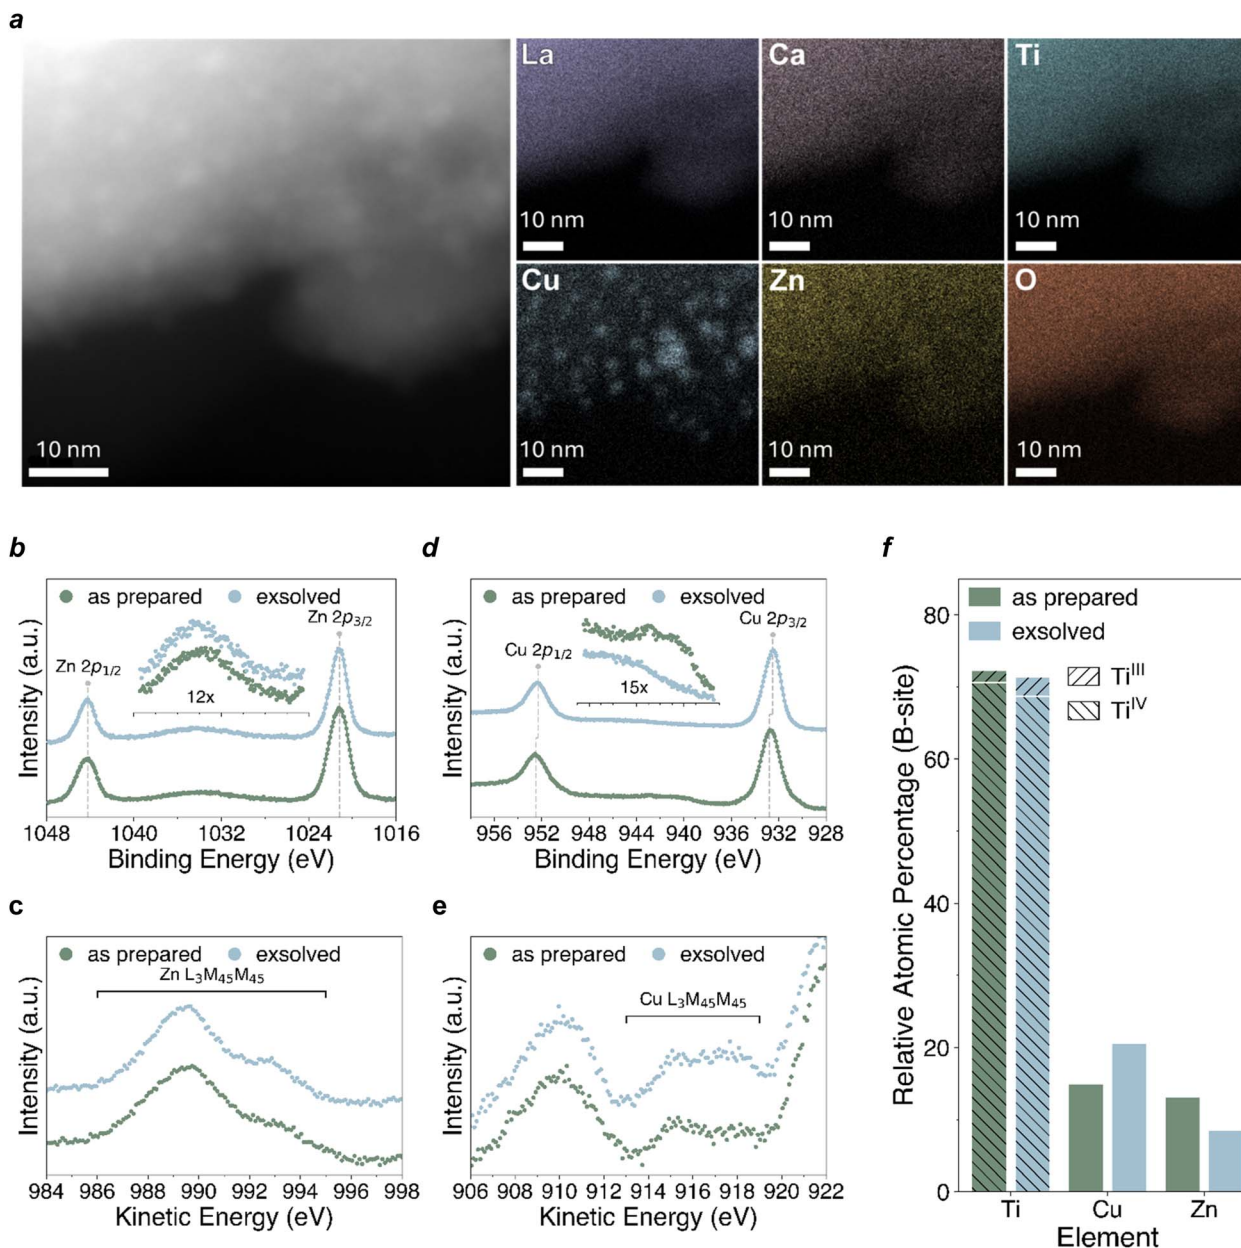 a
La
Ca
Ti
10 nm
10 nm
10 nm
10 nm
Cu
Zn
O
10 nm
10 nm
10 nm
b
as prepared
exsolved
Zn 2p3/2
Zn 2p1/2
12x
Intensity (a.u.)
1048 1040 1032 1024 1016
Binding Energy (eV)
d
as prepared
exsolved
Cu 2p3/2
Cu 2p1/2
15x
Intensity (a.u.)
956 952 948 944 940 936 932 928
Binding Energy (eV)
c
as prepared
exsolved
Zn L3M45M45
Intensity (a.u.)
984 986 988 990 992 994 996 998
Kinetic Energy (eV)
e
as prepared
exsolved
Cu L3M45M45
Intensity (a.u.)
906 908 910 912 914 916 918 920 922
Kinetic Energy (eV)
f
as prepared
exsolved
TiIII
TiIV
Relative Atomic Percentage (B-site)
80
60
40
20
0
Ti Cu Zn
Element